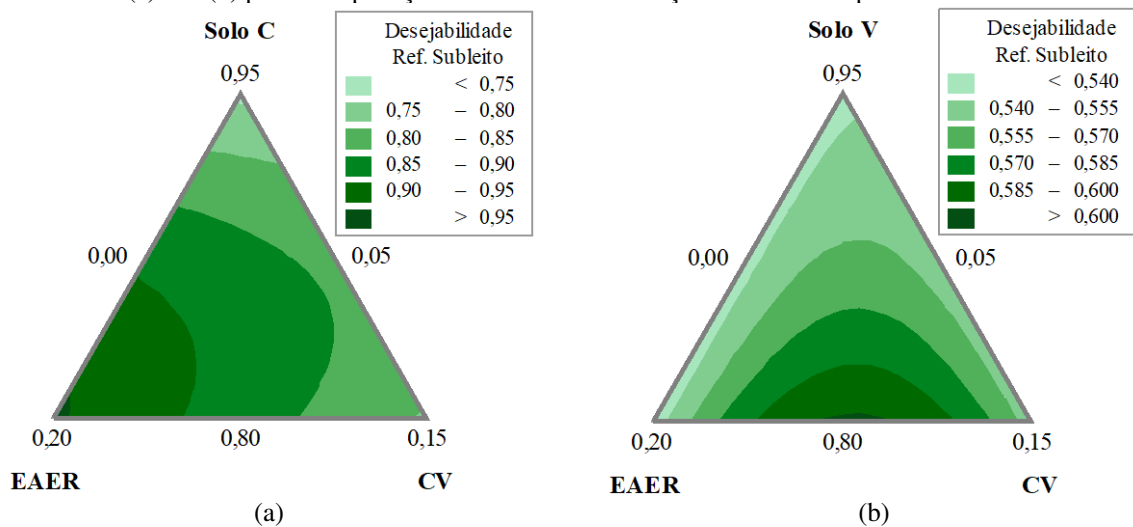 Solo C
Desejabilidade
Ref. Subleito
< 0,75
0,75 – 0,80
0,80 – 0,85
0,85 – 0,90
0,90 – 0,95
> 0,95
0,95
0,00
0,05
0,20
0,80
0,15
EAER
CV
(a)
Solo V
Desejabilidade
Ref. Subleito
< 0,540
0,540 – 0,555
0,555 – 0,570
0,570 – 0,585
0,585 – 0,600
> 0,600
0,95
0,00
0,05
0,20
0,80
0,15
EAER
CV
(b)